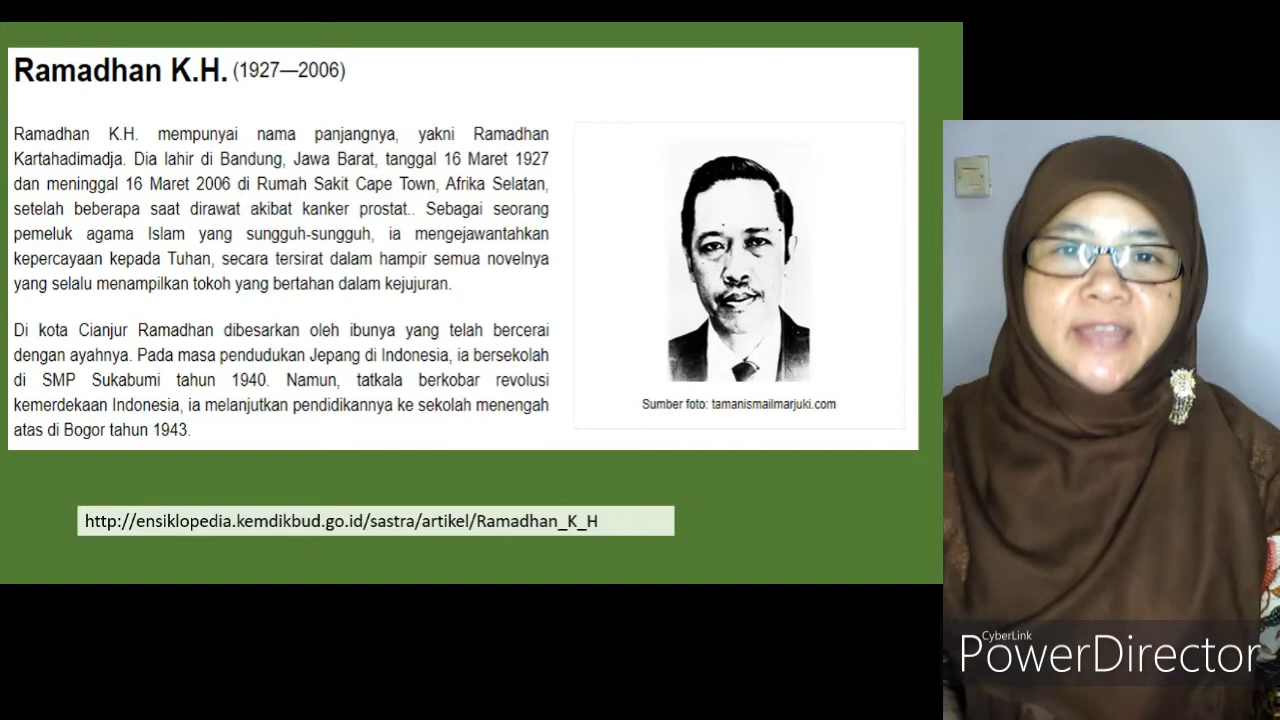 Ramadhan K.H. (1927—2006)
Ramadhan K.H. mempunyai nama panjangnya, yakni Ramadhan
Kartahadimadja. Dia lahir di Bandung, Jawa Barat, tanggal 16 Maret 1927
dan meninggal 16 Maret 2006 di Rumah Sakit Cape Town, Afrika Selatan,
setelah beberapa saat dirawat akibat kanker prostat.. Sebagai seorang
pemeluk agama Islam yang sungguh-sungguh, ia mengejawantahkan
kepercayaan kepada Tuhan, secara tersirat dalam hampir semua novelnya
yang selalu menampilkan tokoh yang bertahan dalam kejujuran.
Di kota Cianjur Ramadhan dibesarkan oleh ibunya yang telah bercerai
dengan ayahnya. Pada masa pendudukan Jepang di Indonesia, ia bersekolah
di SMP Sukabumi tahun 1940. Namun, tatkala berkobar revolusi
kemerdekaan Indonesia, ia melanjutkan pendidikannya ke sekolah menengah
atas di Bogor tahun 1943.
Sumber foto: tamanismailmarjuki.com
http://ensiklopedia.kemdikbud.go.id/sastra/artikel/Ramadhan_K_H
CyberLink
PowerDirector